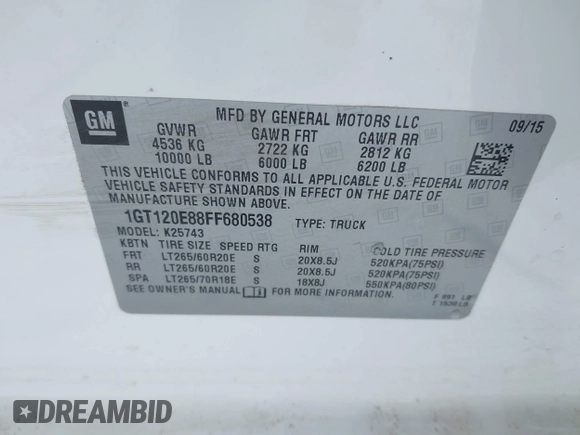 GM
MFD BY GENERAL MOTORS LLC
09/15
GVWR GAWR FRT GAWR RR
4536 KG 2722 KG 2812 KG
10000 LB 6000 LB 6200 LB
THIS VEHICLE CONFORMS TO ALL APPLICABLE U.S. FEDERAL MOTOR
VEHICLE SAFETY STANDARDS IN EFFECT ON THE DATE OF
MANUFACTURE SHOWN ABOVE.
1GT120E88FF680538 TYPE: TRUCK
MODEL: K25743
KBTN TIRE SIZE SPEED RTG RIM COLD TIRE PRESSURE
FRT LT265/60R20E S 20X8.5J 520KPA(75PSI)
RR LT265/60R20E S 20X8.5J 520KPA(75PSI)
SPA LT265/70R18E S 18X8J 550KPA(80PSI)
SEE OWNER'S MANUAL FOR MORE INFORMATION.
F 891 LB
T 1530 LB
DREAMBID